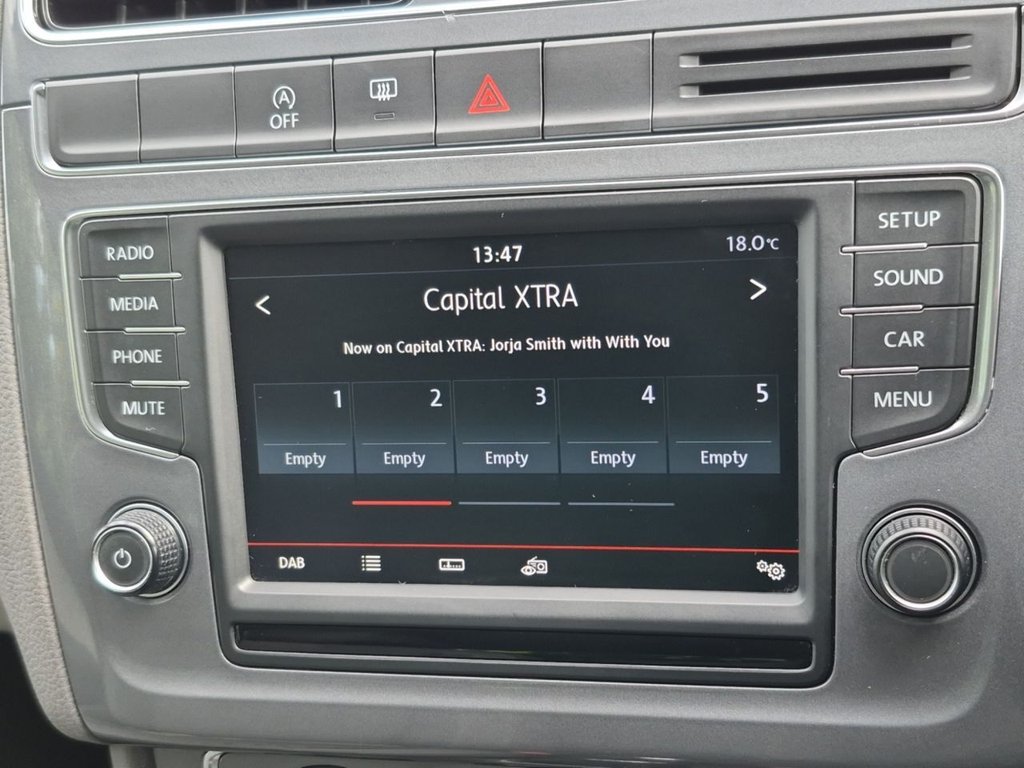 A
OFF
RADIO
MEDIA
PHONE
MUTE
13:47
18.0°C
< Capital XTRA >
Now on Capital XTRA: Jorja Smith with With You
1 2 3 4 5
Empty Empty Empty Empty Empty
DAB
SETUP
SOUND
CAR
MENU